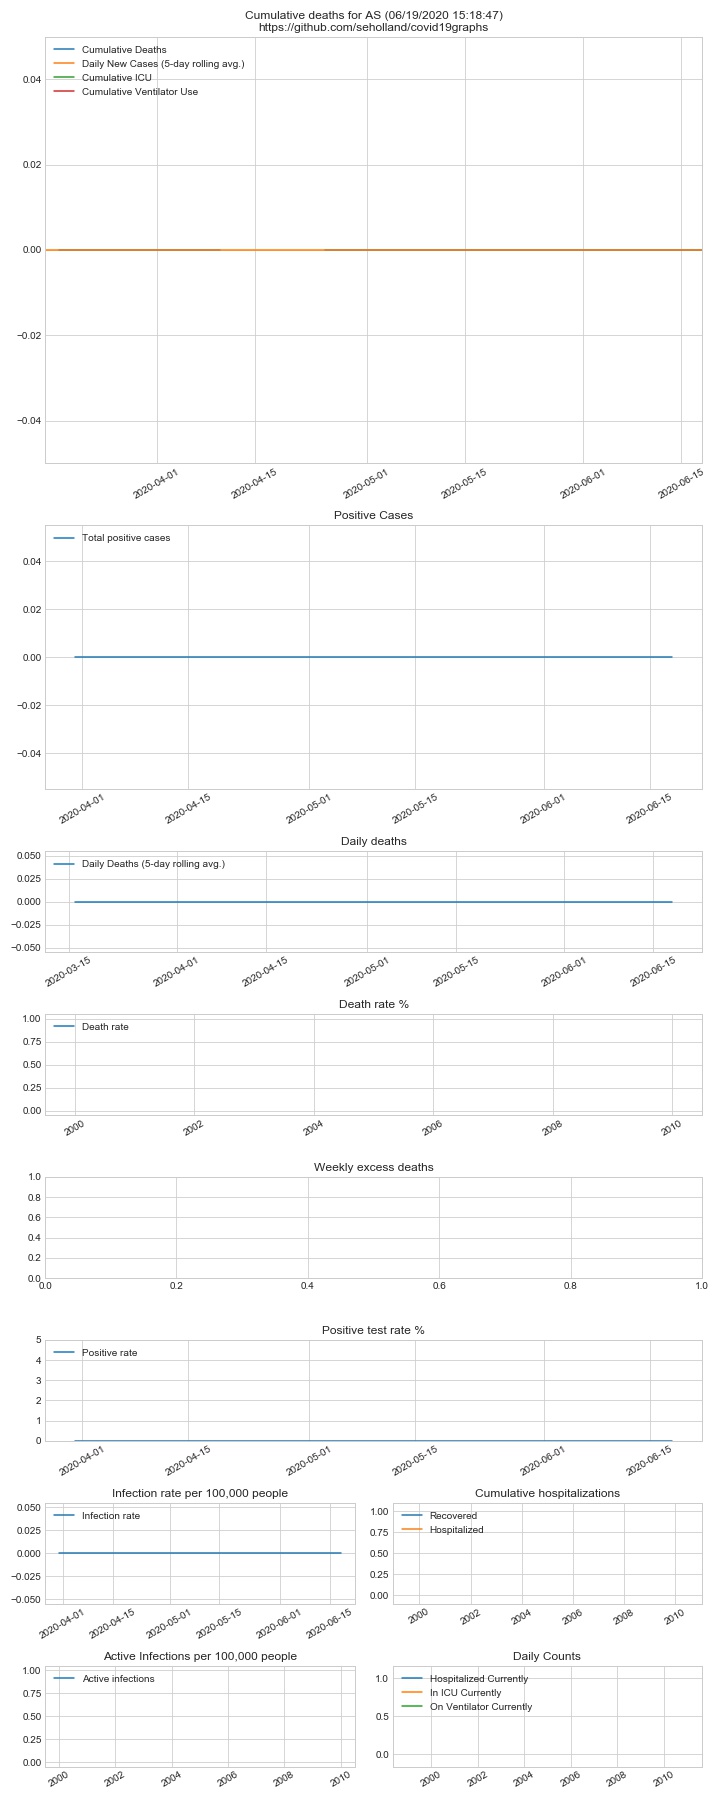 Cumulative deaths for AS (06/19/2020 15:18:47)
https://github.com/seholland/covid19graphs
Cumulative Deaths
Daily New Cases (5-day rolling avg.)
Cumulative ICU
Cumulative Ventilator Use
0.04
0.02
0.00
−0.02
−0.04
2020-04-01 2020-04-15 2020-05-01 2020-05-15 2020-06-01 2020-06-15
Positive Cases
Total positive cases
0.04
0.02
0.00
−0.02
−0.04
2020-04-01 2020-04-15 2020-05-01 2020-05-15 2020-06-01 2020-06-15
Daily deaths
Daily Deaths (5-day rolling avg.)
0.050
0.025
0.000
−0.025
−0.050
2020-03-15 2020-04-01 2020-04-15 2020-05-01 2020-05-15 2020-06-01 2020-06-15
Death rate %
Death rate
1.00
0.75
0.50
0.25
0.00
2000 2002 2004 2006 2008 2010
Weekly excess deaths
1.0
0.8
0.6
0.4
0.2
0.0
0.0 0.2 0.4 0.6 0.8 1.0
Positive test rate %
Positive rate
5
4
3
2
1
0
2020-04-01 2020-04-15 2020-05-01 2020-05-15 2020-06-01 2020-06-15
Infection rate per 100,000 people
Infection rate
0.050
0.025
0.000
−0.025
−0.050
2020-04-01 2020-04-15 2020-05-01 2020-05-15 2020-06-01 2020-06-15
Cumulative hospitalizations
Recovered
Hospitalized
1.00
0.75
0.50
0.25
0.00
2000 2002 2004 2006 2008 2010
Active Infections per 100,000 people
Active infections
1.00
0.75
0.50
0.25
0.00
2000 2002 2004 2006 2008 2010
Daily Counts
Hospitalized Currently
In ICU Currently
On Ventilator Currently
1.0
0.5
0.0
2000 2002 2004 2006 2008 2010